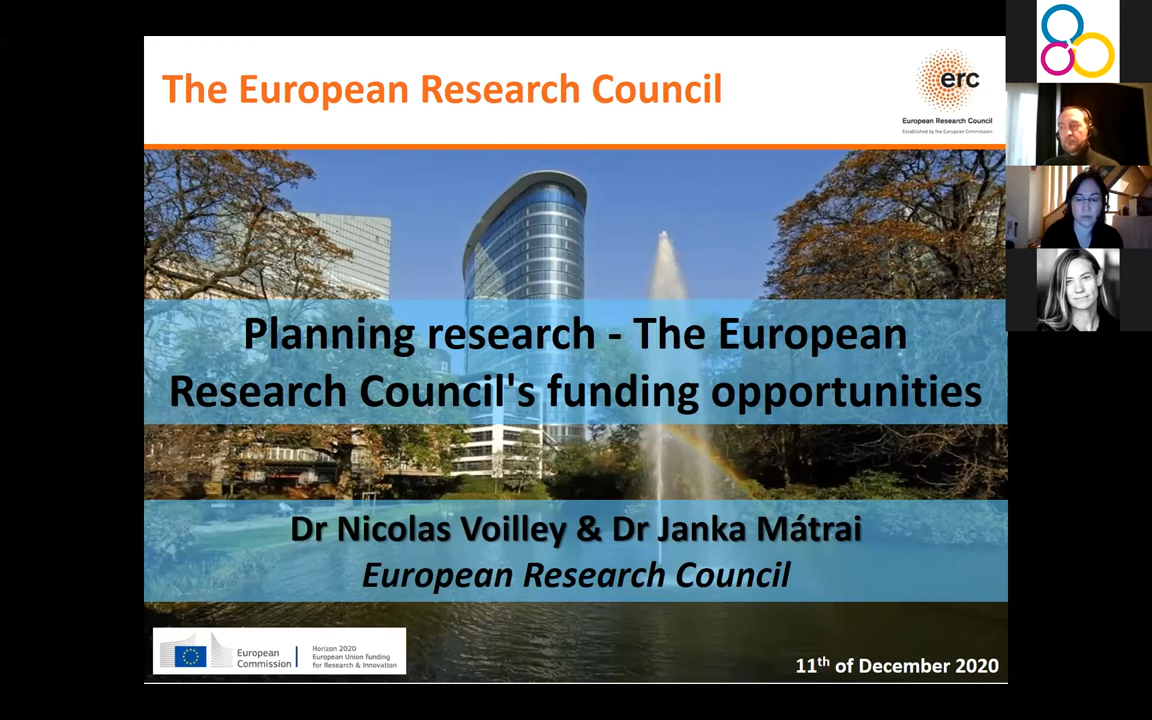 The European Research Council
erc
European Research Council
Established by the European Commission
Planning research - The European
Research Council's funding opportunities
Dr Nicolas Voilley & Dr Janka Mátrai
European Research Council
European
Commission
Horizon 2020
European Union funding
for Research & Innovation
11th of December 2020